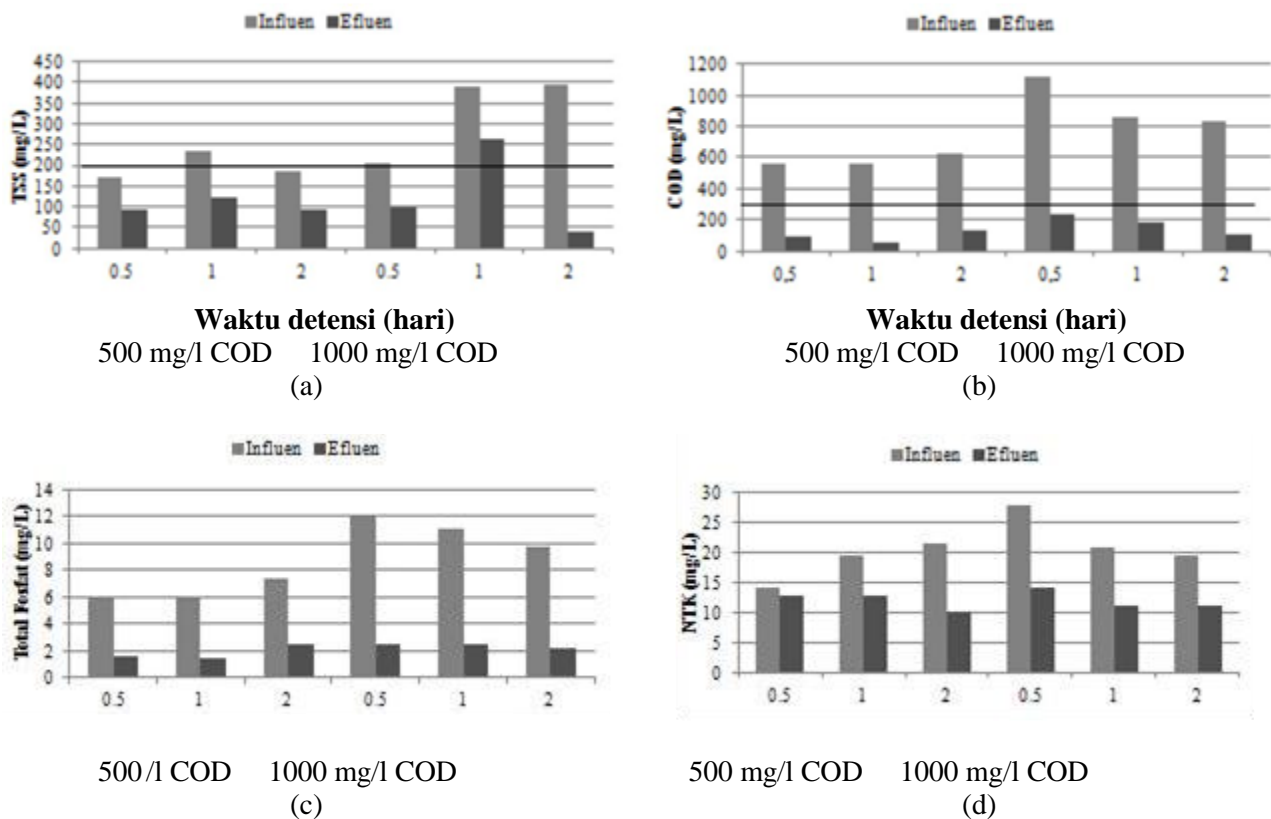 Influen Efluen
TSS (mg/L)
450
400
350
300
250
200
150
100
50
0
0.5 1 2 0.5 1 2
Waktu detensi (hari)
500 mg/l COD 1000 mg/l COD
(a)
Influen Efluen
COD (mg/L)
1200
1000
800
600
400
200
0
0,5 1 2 0,5 1 2
Waktu detensi (hari)
500 mg/l COD 1000 mg/l COD
(b)
Influen Efluen
Total Fosfat (mg/L)
14
12
10
8
6
4
2
0
0.5 1 2 0.5 1 2
500 /l COD 1000 mg/l COD
(c)
Influen Efluen
NTK (mg/L)
30
25
20
15
10
5
0
0.5 1 2 0.5 1 2
500 mg/l COD 1000 mg/l COD
(d)